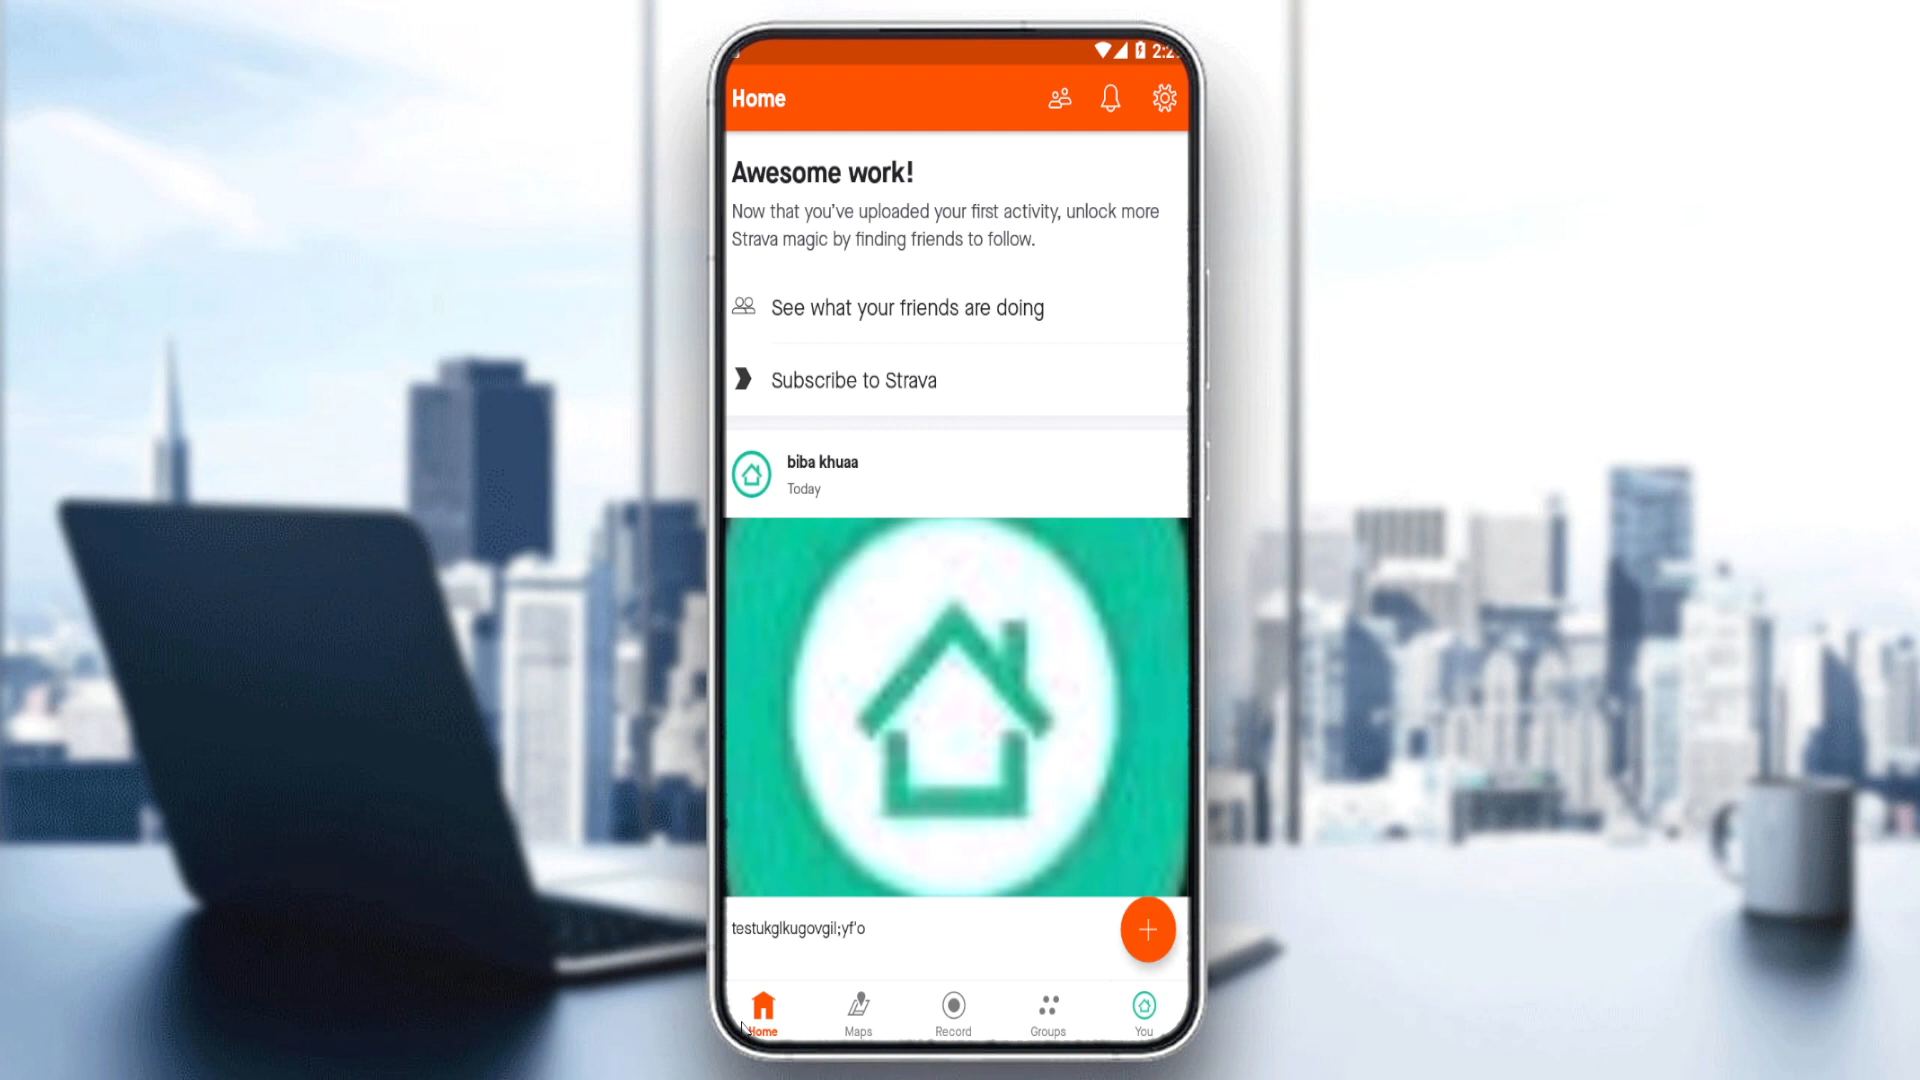 Home
Awesome work!
Now that you've uploaded your first activity, unlock more
Strava magic by finding friends to follow.
See what your friends are doing
Subscribe to Strava
biba khuaa
Today
testukglkugovgil;yf'o
Home
Maps
Record
Groups
You